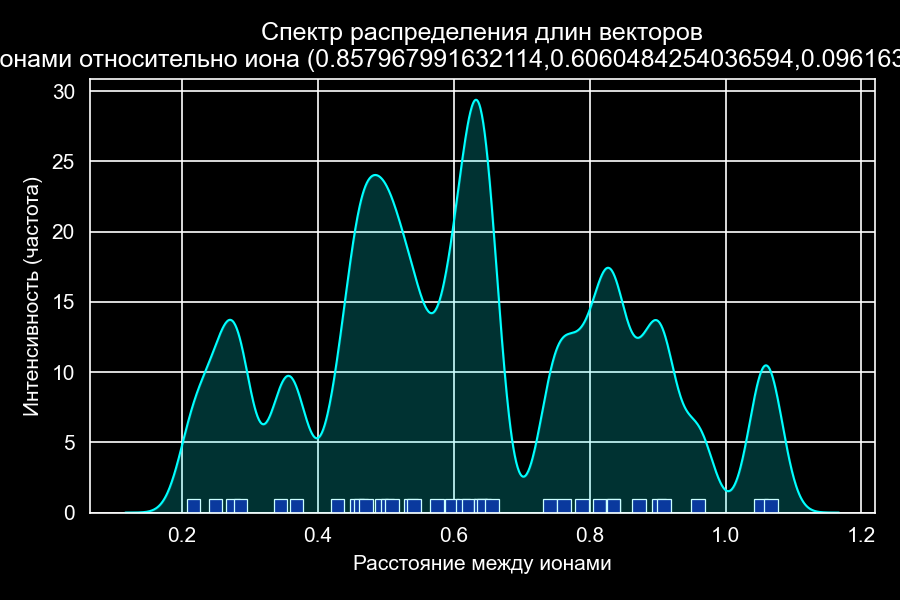 Спектр распределения длин векторов
онами относительно иона (0.857967991632114,0.6060484254036594,0.096163
Интенсивность (частота)
30
25
20
15
10
5
0
0.2 0.4 0.6 0.8 1.0 1.2
Расстояние между ионами